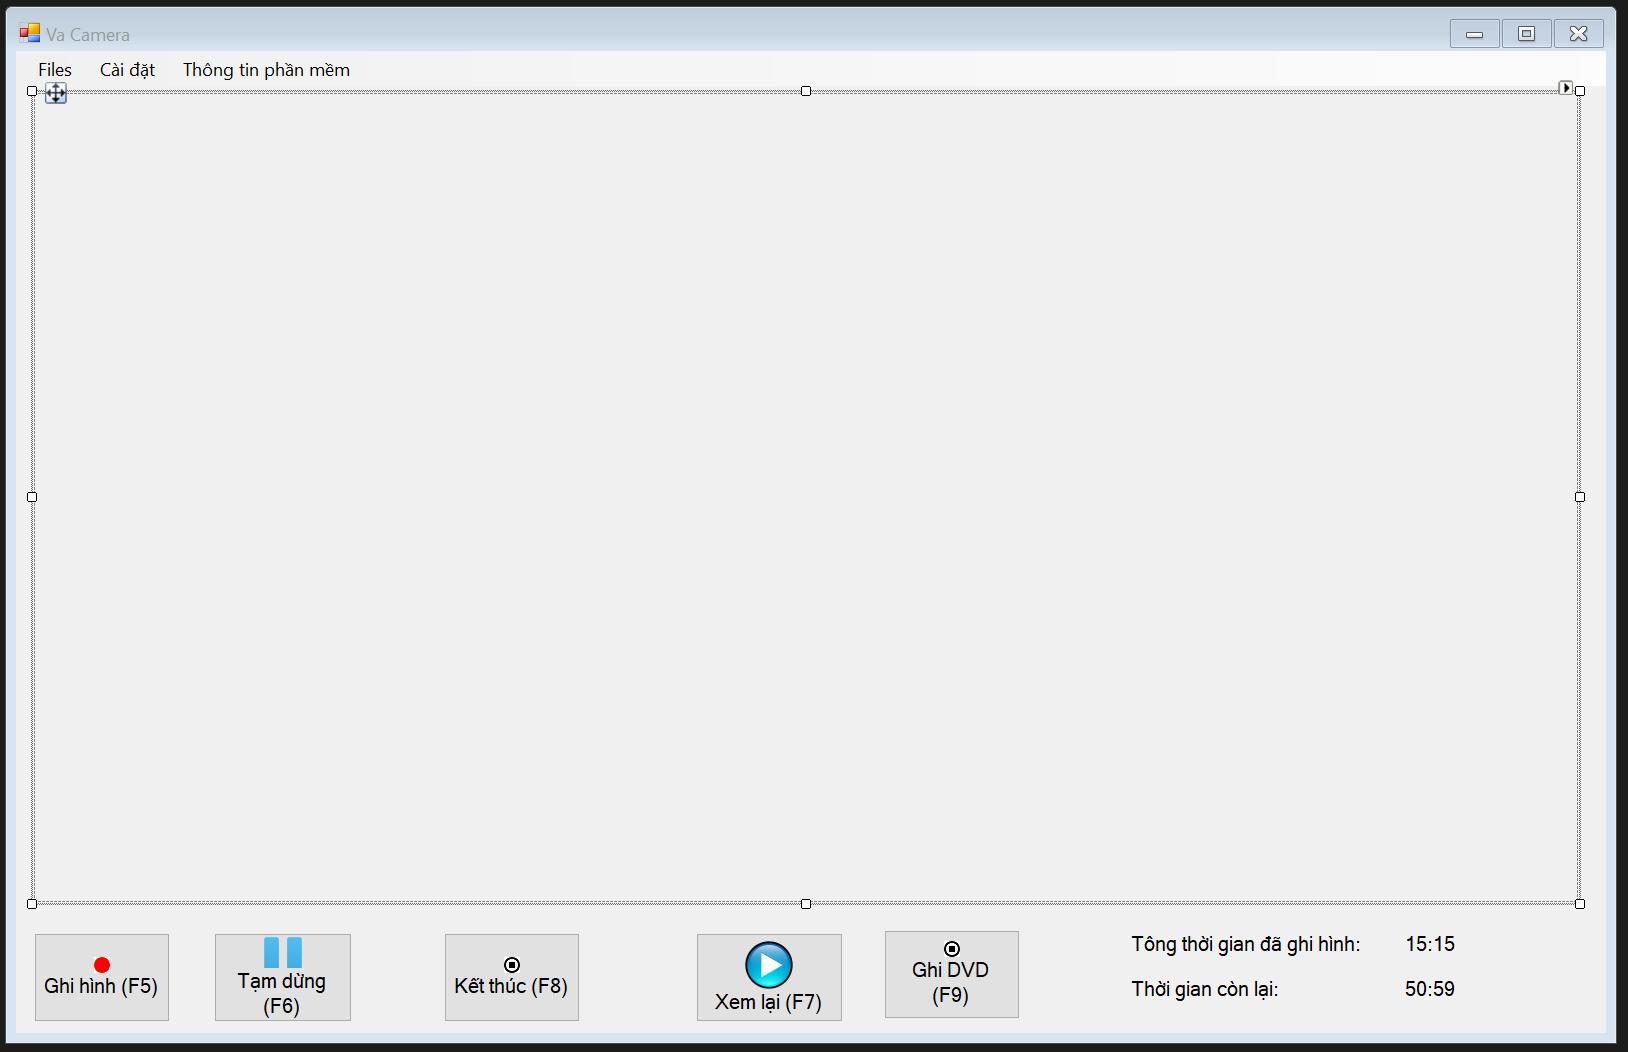 Va Camera
Files Cài đặt Thông tin phần mềm
Ghi hình (F5)
Tạm dừng
(F6)
Kết thúc (F8)
Xem lại (F7)
Ghi DVD
(F9)
Tông thời gian đã ghi hình: 15:15
Thời gian còn lại: 50:59